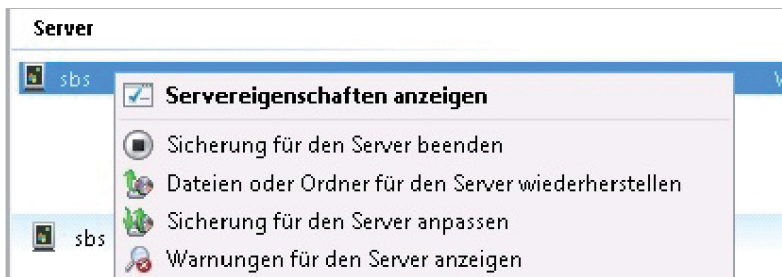 Server
sbs
Servereigenschaften anzeigen
Sicherung für den Server beenden
Dateien oder Ordner für den Server wiederherstellen
Sicherung für den Server anpassen
sbs
Warnungen für den Server anzeigen